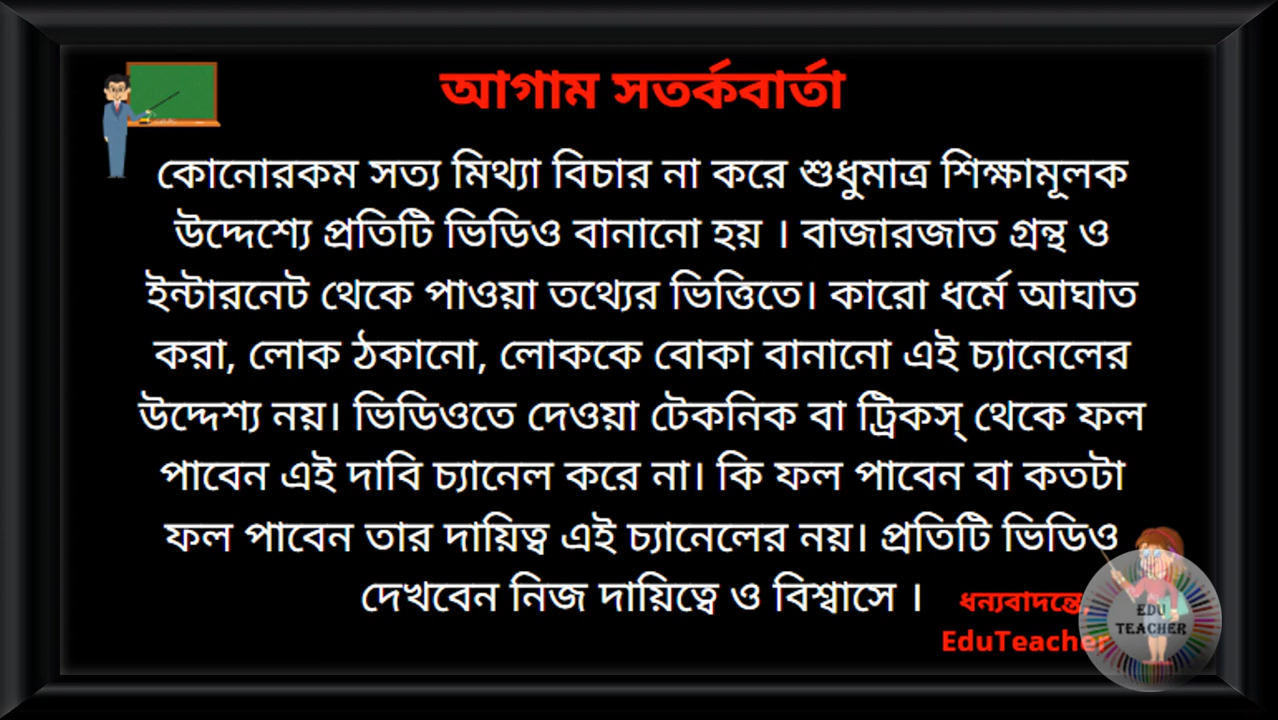 আগাম সতর্কবার্তা
কোনোরকম সত্য মিথ্যা বিচার না করে শুধুমাত্র শিক্ষামূলক
উদ্দেশ্যে প্রতিটি ভিডিও বানানো হয় । বাজারজাত গ্রন্থ ও
ইন্টারনেট থেকে পাওয়া তথ্যের ভিত্তিতে। কারো ধর্মে আঘাত
করা, লোক ঠকানো, লোককে বোকা বানানো এই চ্যানেলের
উদ্দেশ্য নয়। ভিডিওতে দেওয়া টেকনিক বা ট্রিকস্ থেকে ফল
পাবেন এই দাবি চ্যানেল করে না। কি ফল পাবেন বা কতটা
ফল পাবেন তার দায়িত্ব এই চ্যানেলের নয়। প্রতিটি ভিডিও
দেখবেন নিজ দায়িত্বে ও বিশ্বাসে ।
ধন্যবাদন্তে,
EduTeacher
EDU
TEACHER